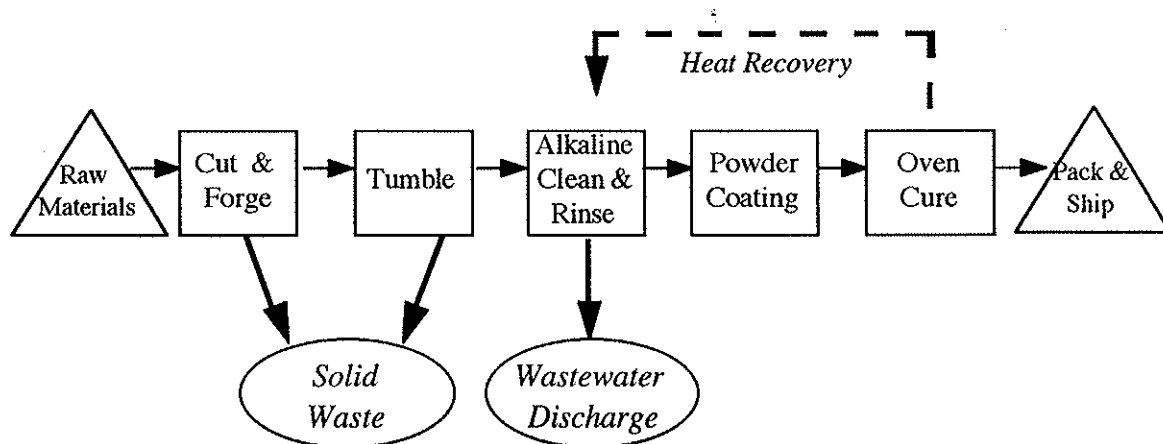 Heat Recovery
Raw
Materials
Cut &
Forge
Tumble
Alkaline
Clean &
Rinse
Powder
Coating
Oven
Cure
Pack &
Ship
Solid
Waste
Wastewater
Discharge